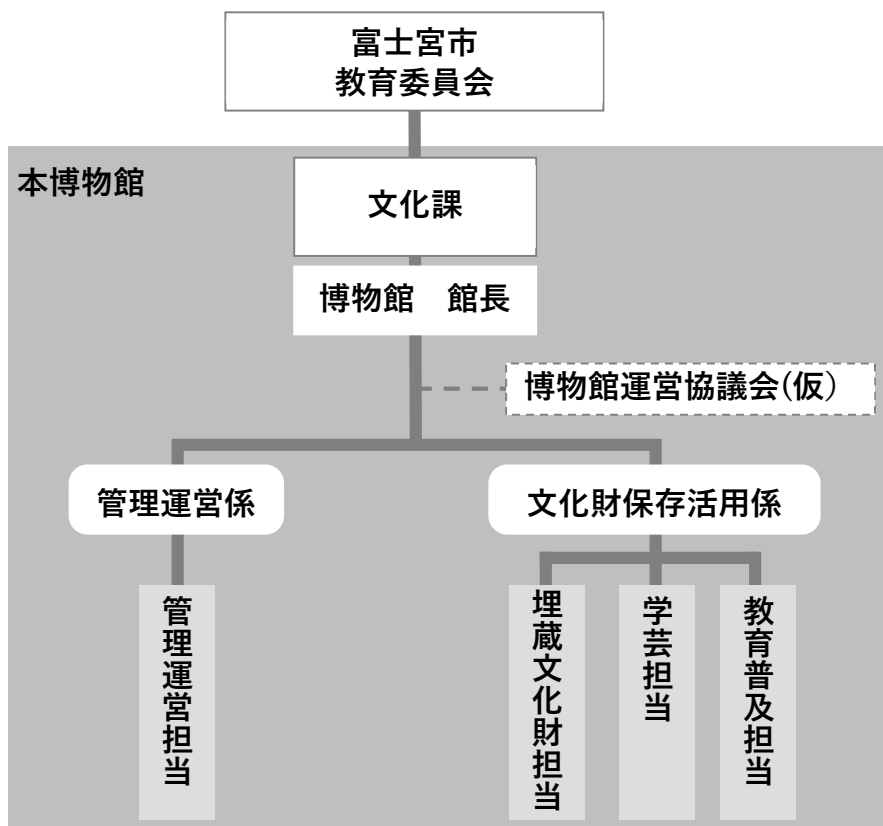 富士宮市
教育委員会
本博物館
文化課
博物館　館長
博物館運営協議会(仮）
管理運営係
文化財保存活用係
管理運営担当
埋蔵文化財担当
学芸担当
教育普及担当